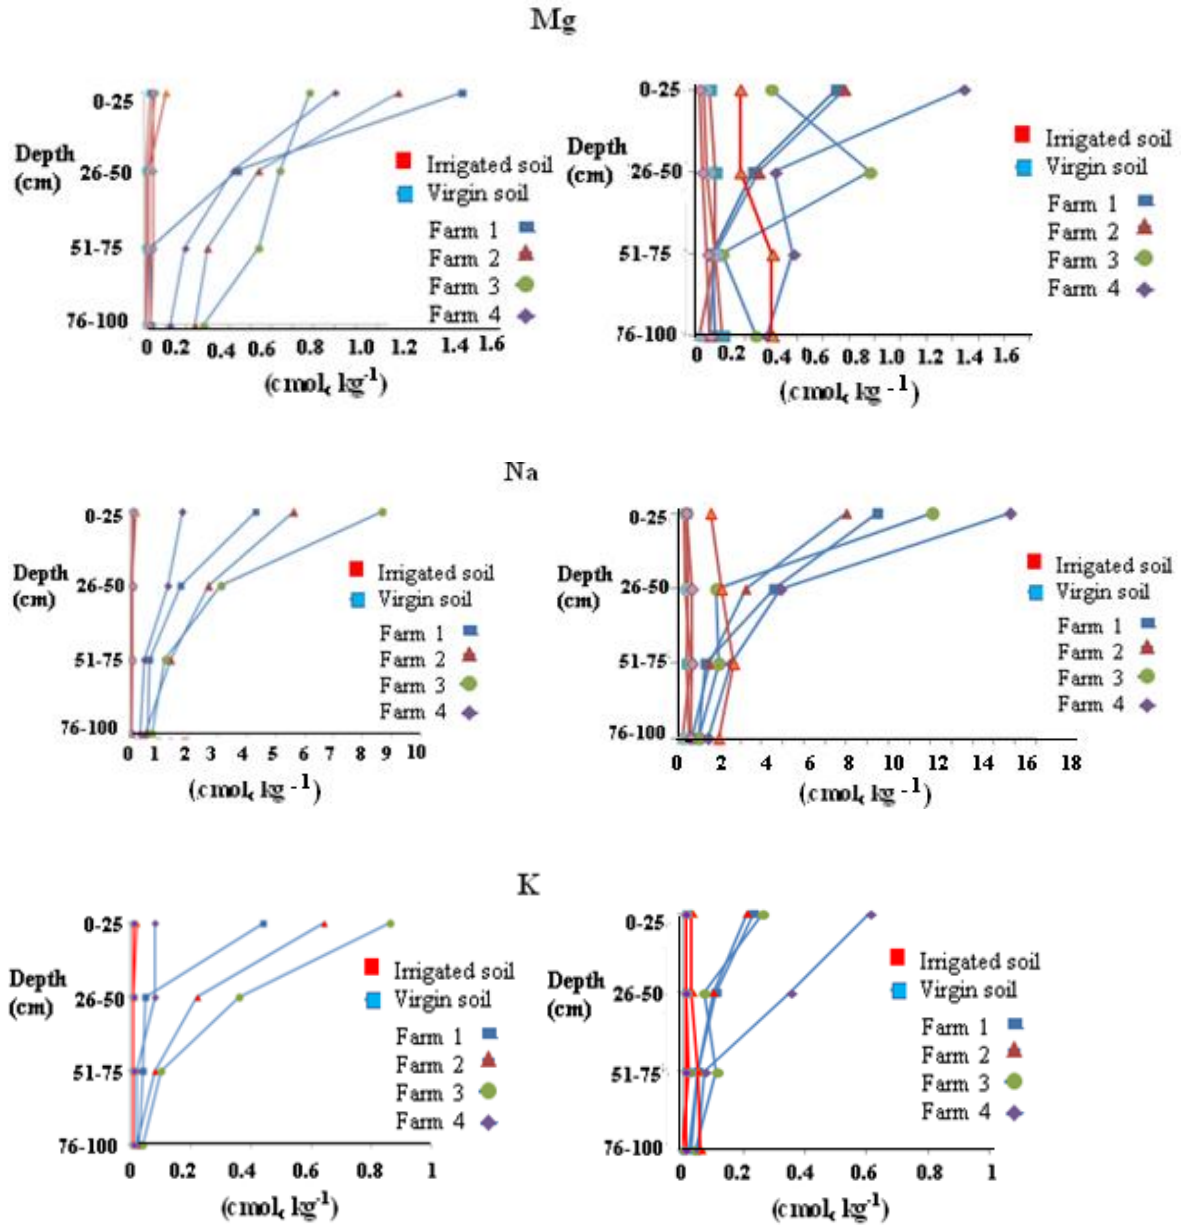 Mg
0-25
Depth
(cm)
26-50
51-75
76-100
0 0.2 0.4 0.6 0.8 1.0 1.2 1.4 1.6
(cmolc kg-1)
Irrigated soil
Virgin soil
Farm 1
Farm 2
Farm 3
Farm 4
0-25
Depth
(cm)
26-50
51-75
76-100
0 0.2 0.4 0.6 0.8 1.0 1.2 1.4 1.6
(cmolc kg -1)
Irrigated soil
Virgin soil
Farm 1
Farm 2
Farm 3
Farm 4
Na
0-25
Depth
(cm)
26-50
51-75
76-100
0 1 2 3 4 5 6 7 8 9 10
(cmolc kg -1)
Irrigated soil
Virgin soil
Farm 1
Farm 2
Farm 3
Farm 4
0-25
Depth
(cm)
26-50
51-75
76-100
0 2 4 6 8 10 12 14 16 18
(cmolc kg -1)
Irrigated soil
Virgin soil
Farm 1
Farm 2
Farm 3
Farm 4
K
0-25
Depth
(cm)
26-50
51-75
76-100
0 0.2 0.4 0.6 0.8 1
(cmolc kg-1)
Irrigated soil
Virgin soil
Farm 1
Farm 2
Farm 3
Farm 4
0-25
Depth
(cm)
26-50
51-75
76-100
0 0.2 0.4 0.6 0.8 1
(cmolc kg-1)
Irrigated soil
Virgin soil
Farm 1
Farm 2
Farm 3
Farm 4